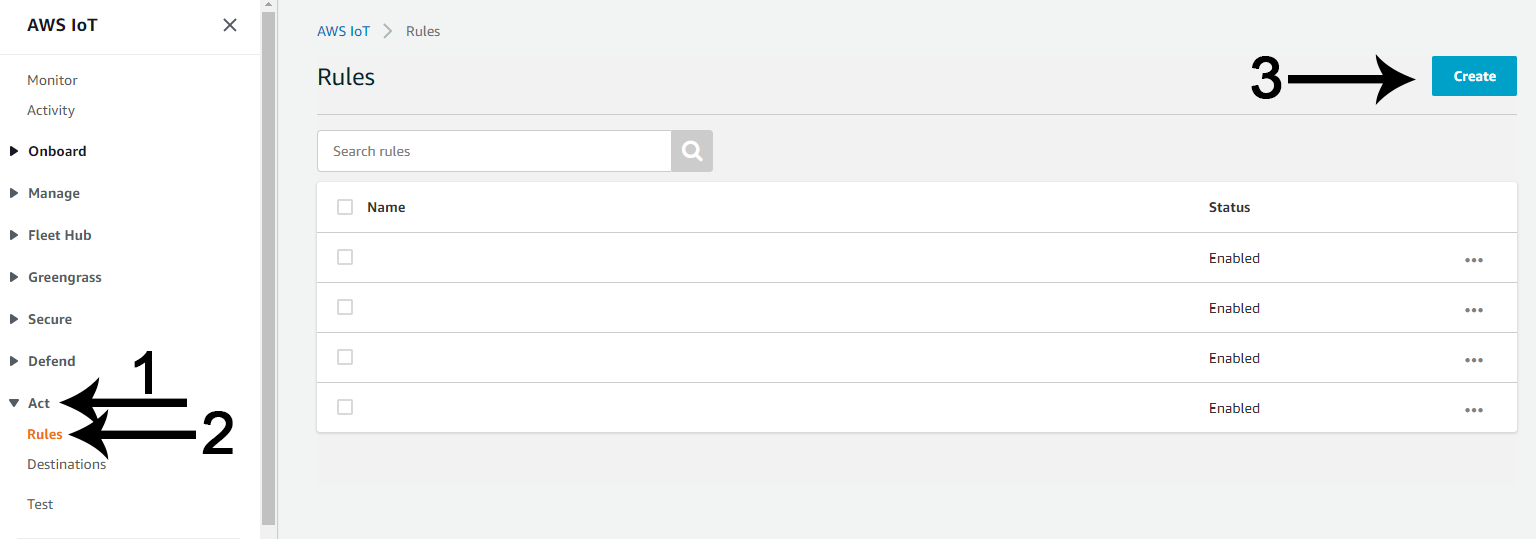 AWS IoT
Monitor
Activity
Onboard
Manage
Fleet Hub
Greengrass
Secure
Defend
Act
1
Rules
2
Destinations
Test
AWS IoT Rules
Rules
3
Create
Search rules
Name Status
Enabled
Enabled
Enabled
Enabled